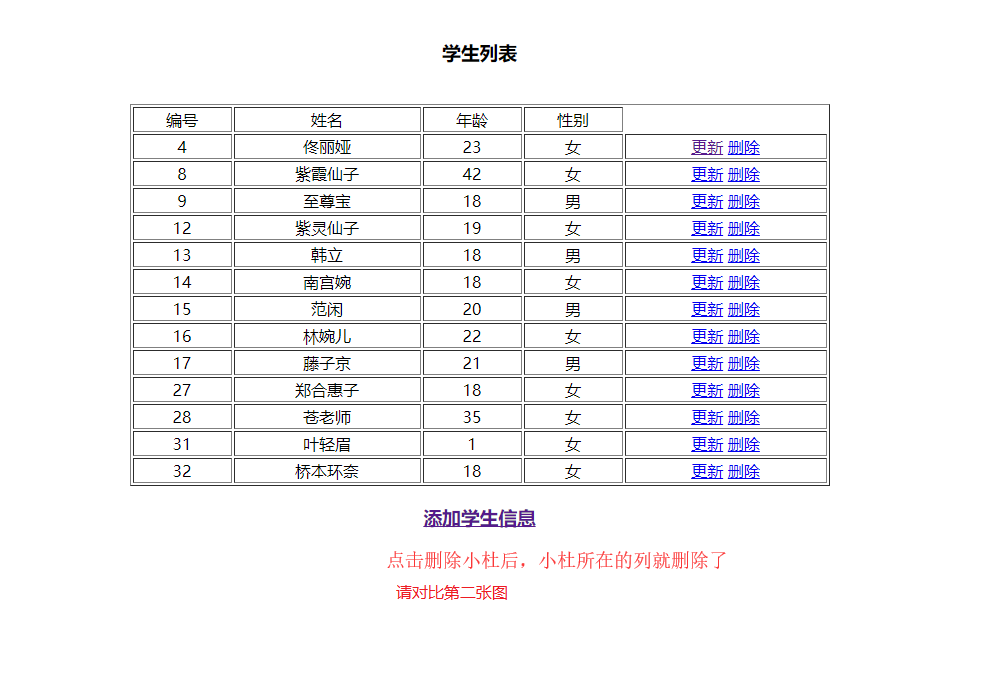 学生列表
编号 姓名 年龄 性别
4 佟丽娅 23 女 更新 删除
8 紫霞仙子 42 女 更新 删除
9 至尊宝 18 男 更新 删除
12 紫灵仙子 19 女 更新 删除
13 韩立 18 男 更新 删除
14 南宫婉 18 女 更新 删除
15 范闲 20 男 更新 删除
16 林婉儿 22 女 更新 删除
17 藤子京 21 男 更新 删除
27 郑合惠子 18 女 更新 删除
28 苍老师 35 女 更新 删除
31 叶轻眉 1 女 更新 删除
32 桥本环奈 18 女 更新 删除
添加学生信息
点击删除小杜后，小杜所在的列就删除了
请对比第二张图